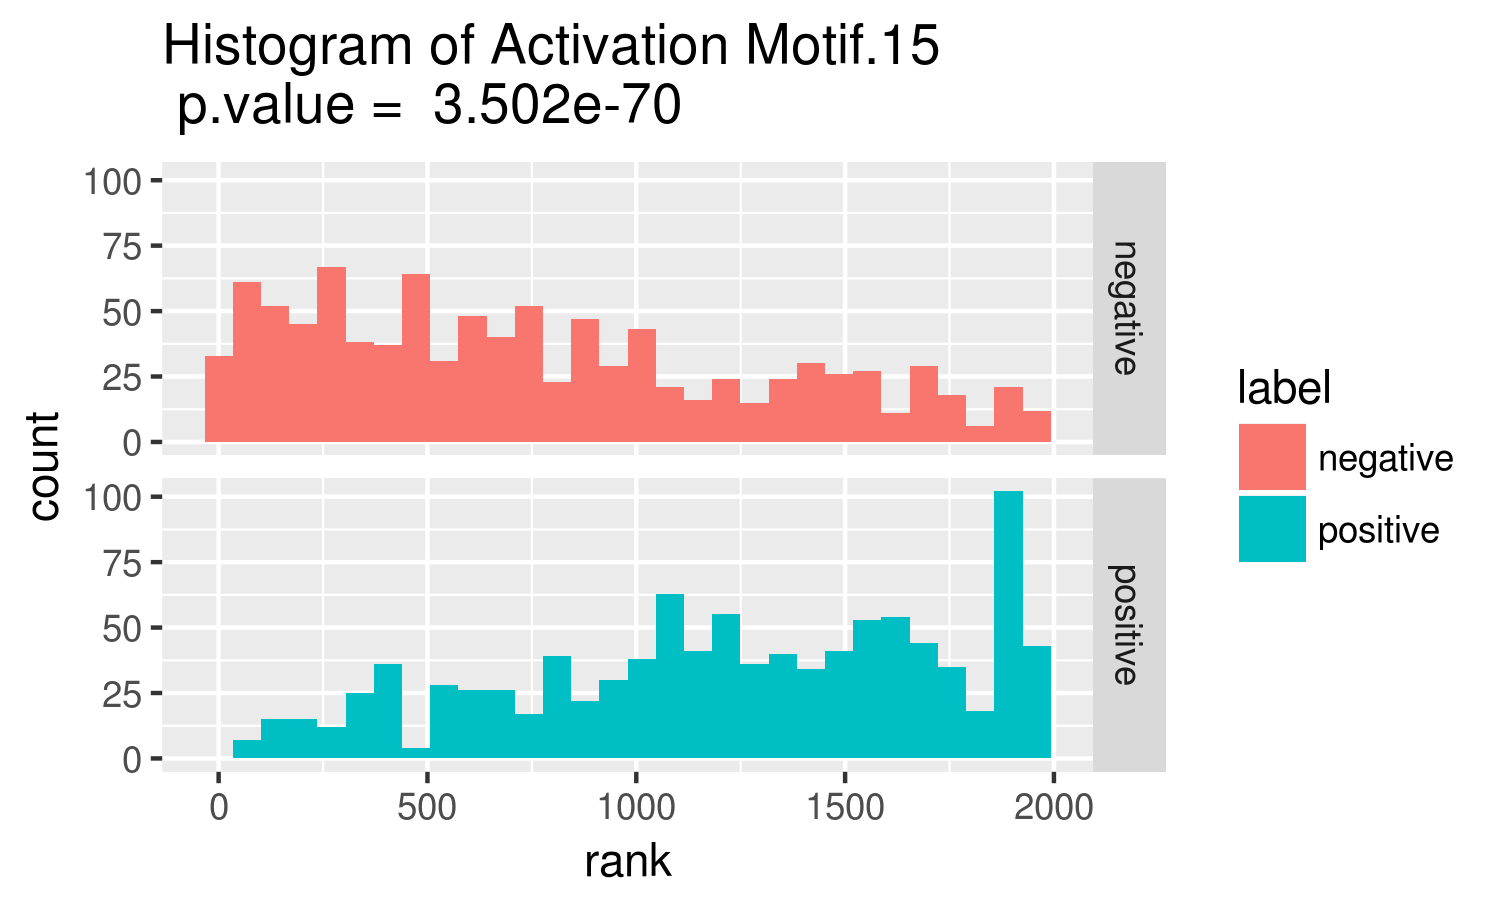 Histogram of Activation Motif.15
p.value =  3.502e-70
100
75
50
25
0
negative
100
75
50
25
0
positive
count
0 500 1000 1500 2000
rank
label
negative
positive